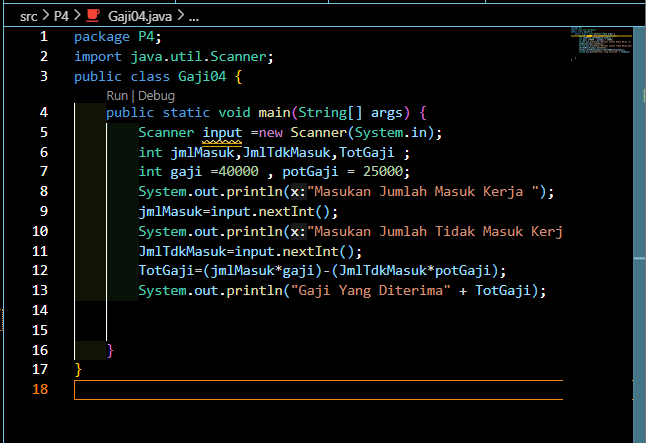 src > P4 > Gaji04.java > ...
1 package P4;
2 import java.util.Scanner;
3 public class Gaji04 {
Run | Debug
4 public static void main(String[] args) {
5 Scanner input =new Scanner(System.in);
6 int jmlMasuk,JmlTdkMasuk,TotGaji ;
7 int gaji =40000 , potGaji = 25000;
8 System.out.println(x:"Masukan Jumlah Masuk Kerja ");
9 jmlMasuk=input.nextInt();
10 System.out.println(x:"Masukan Jumlah Tidak Masuk Kerj
11 JmlTdkMasuk=input.nextInt();
12 TotGaji=(jmlMasuk*gaji)-(JmlTdkMasuk*potGaji);
13 System.out.println("Gaji Yang Diterima" + TotGaji);
14
15
16 }
17 }
18